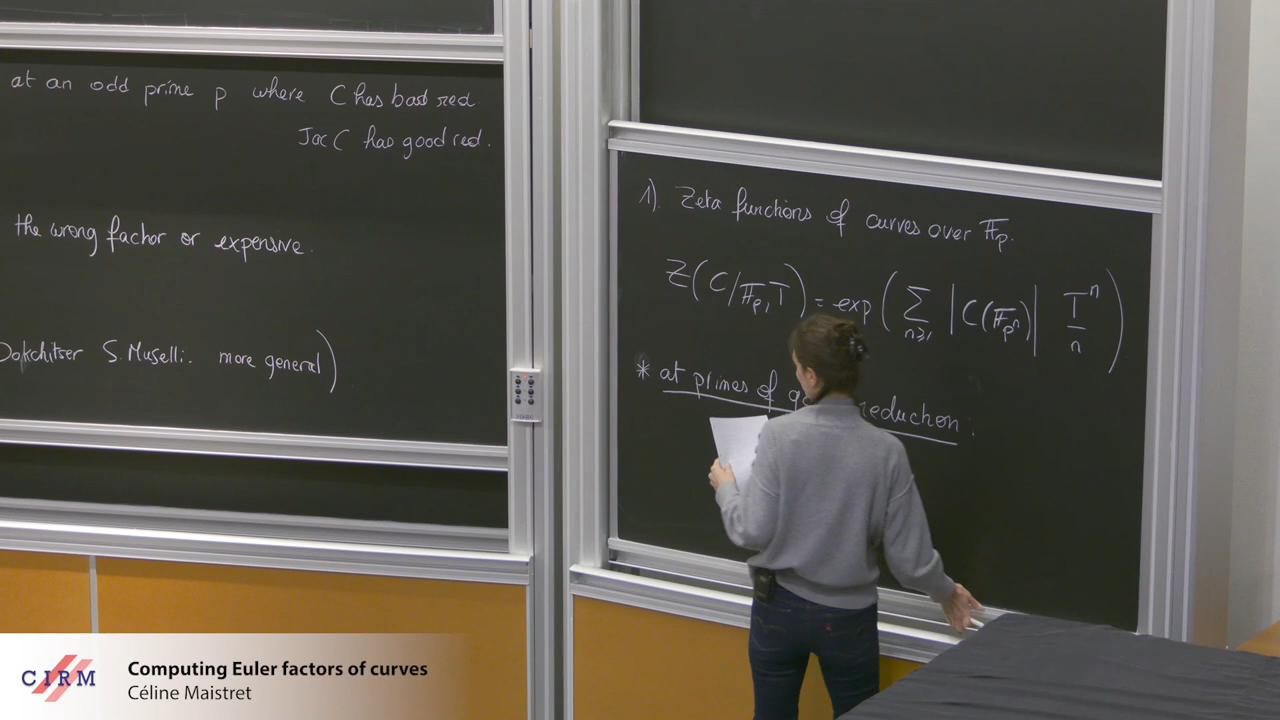 at an odd prime p where C has bad red.
Jac C has good red.
the wrong factor or expensive.
Dokchitser S. Muselli. more general)
1). Zeta functions of curves over 𝔽p.
Z(C/𝔽p, T) = exp( ∑ n≥1 |C(𝔽pⁿ)| Tⁿ/n )
* at primes of reduction:
CIRM
Computing Euler factors of curves
Céline Maistret